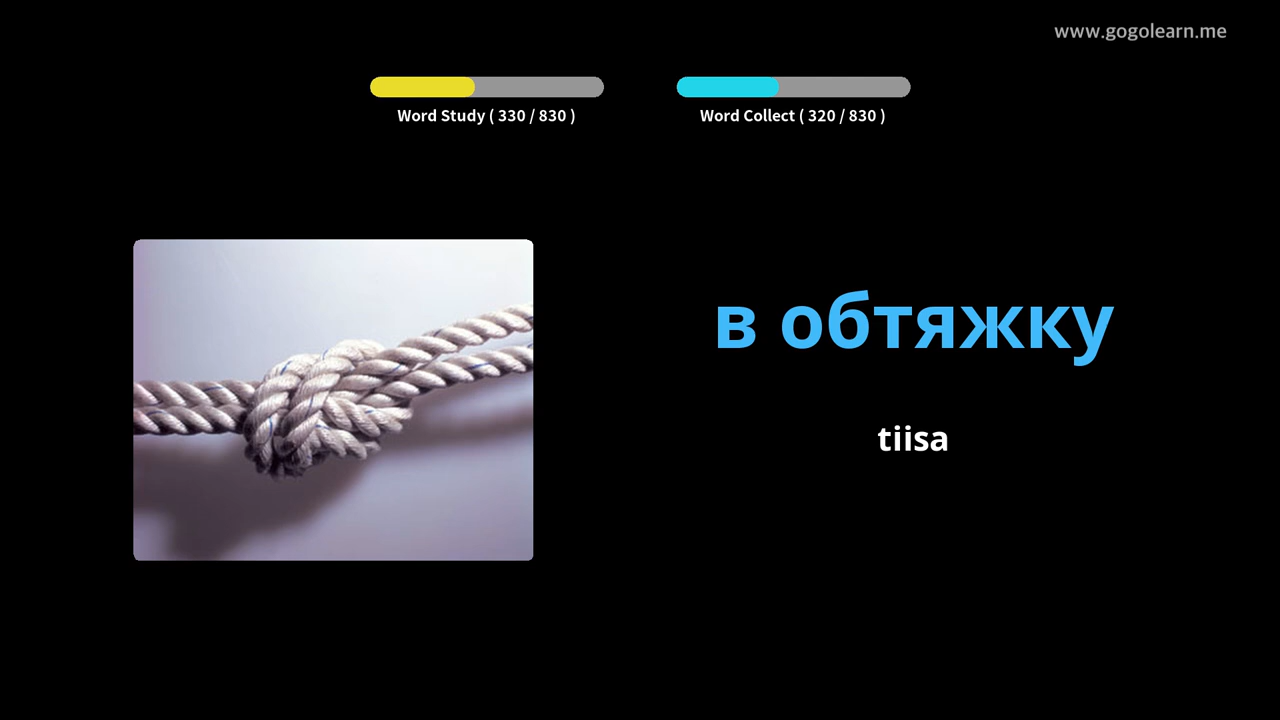 www.gogolearn.me
Word Study ( 330 / 830 )
Word Collect ( 320 / 830 )
в обтяжку
tiisa